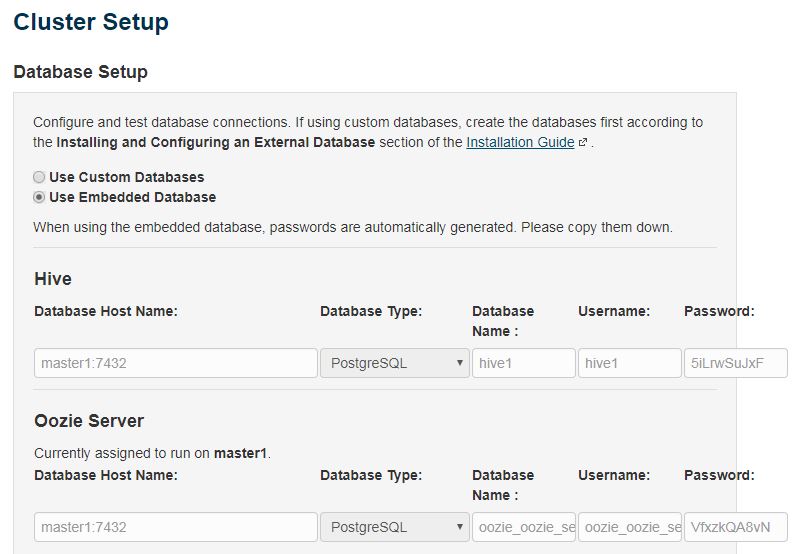 Cluster Setup
Database Setup
Configure and test database connections. If using custom databases, create the databases first according to
the Installing and Configuring an External Database section of the Installation Guide .
Use Custom Databases
Use Embedded Database
When using the embedded database, passwords are automatically generated. Please copy them down.
Hive
Database Host Name: Database Type: Database Name : Username: Password:
master1:7432 PostgreSQL hive1 hive1 5iLrwSuJxF
Oozie Server
Currently assigned to run on master1.
Database Host Name: Database Type: Database Name : Username: Password:
master1:7432 PostgreSQL oozie_oozie_se oozie_oozie_se VfxzkQA8vN